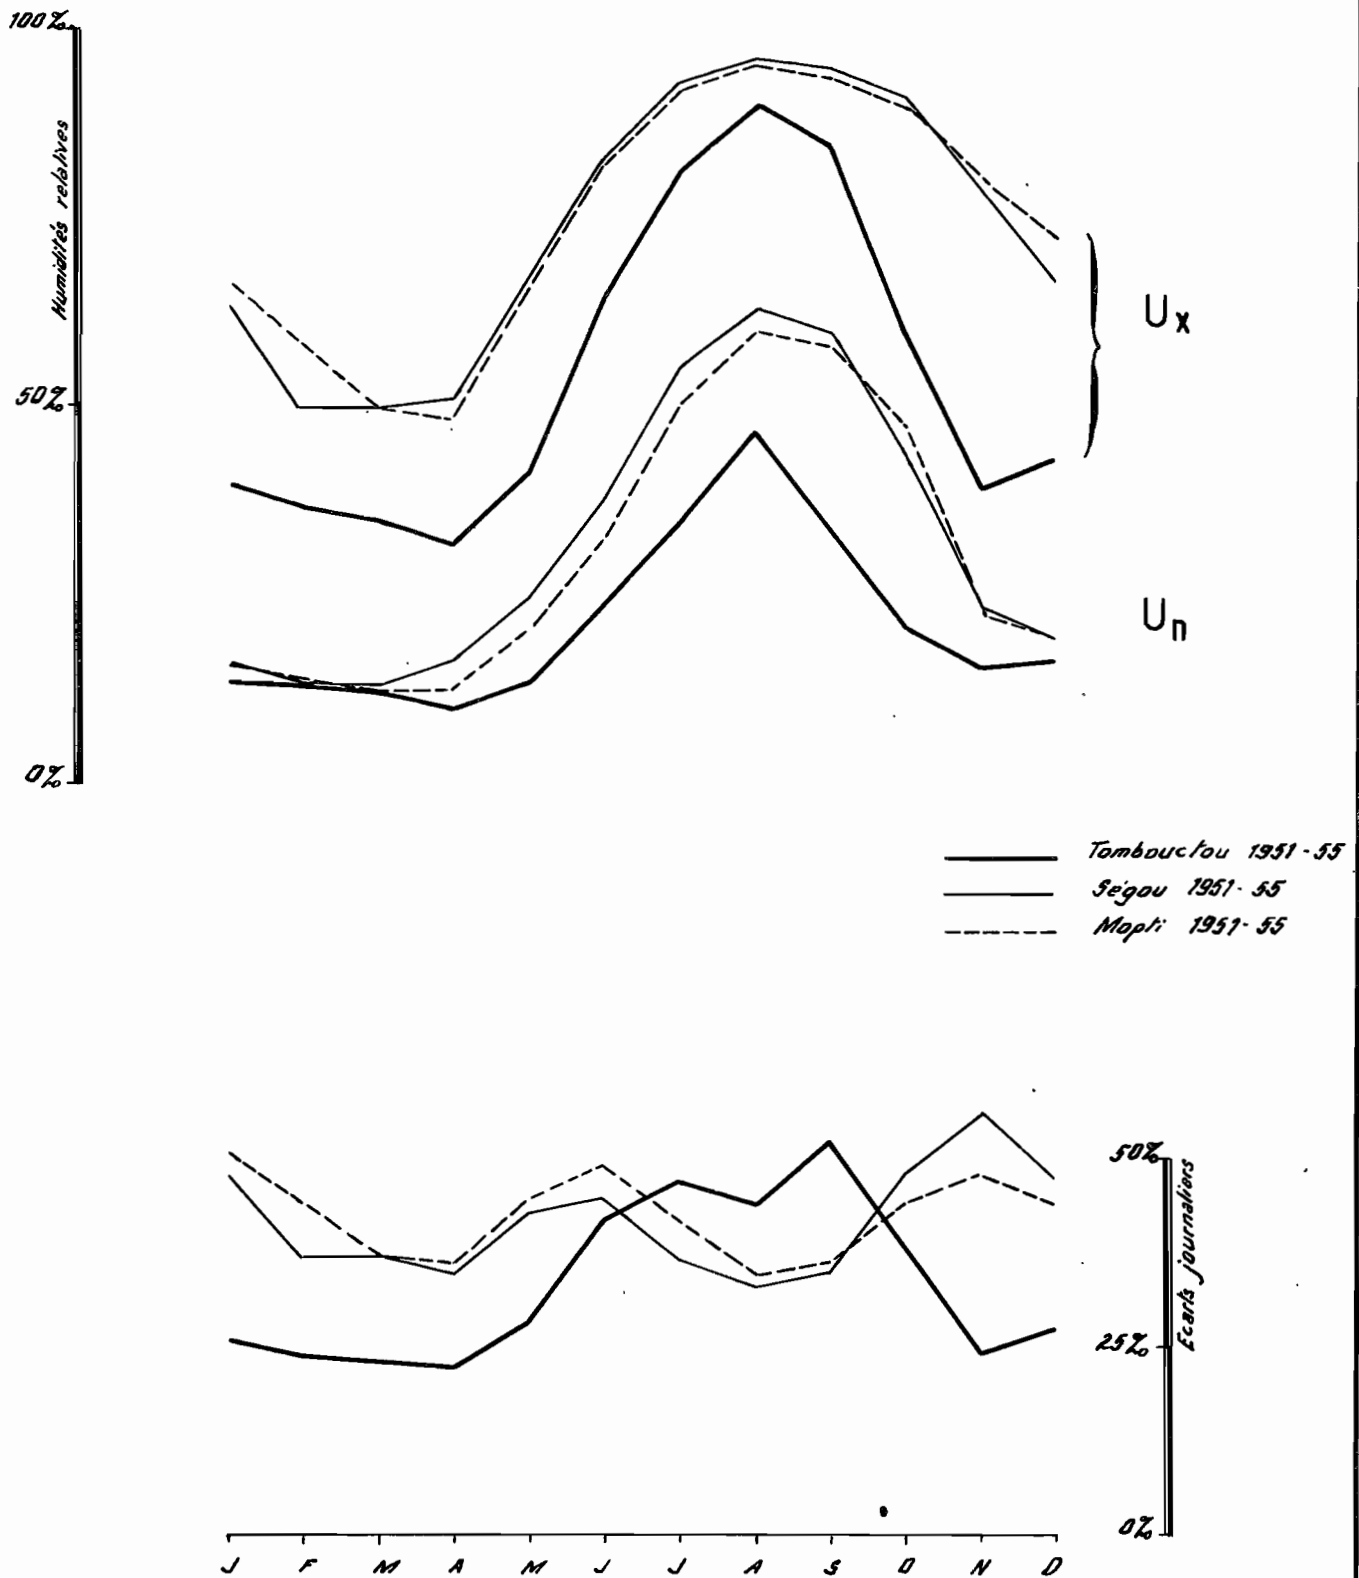 100%
Humidités relatives
50%
0%
Ux
Un
Tombouctou 1951-55
Ségou 1951-55
Mopti 1951-55
50%
25%
0%
Ecarts journaliers
J F M A M J J A S O N D